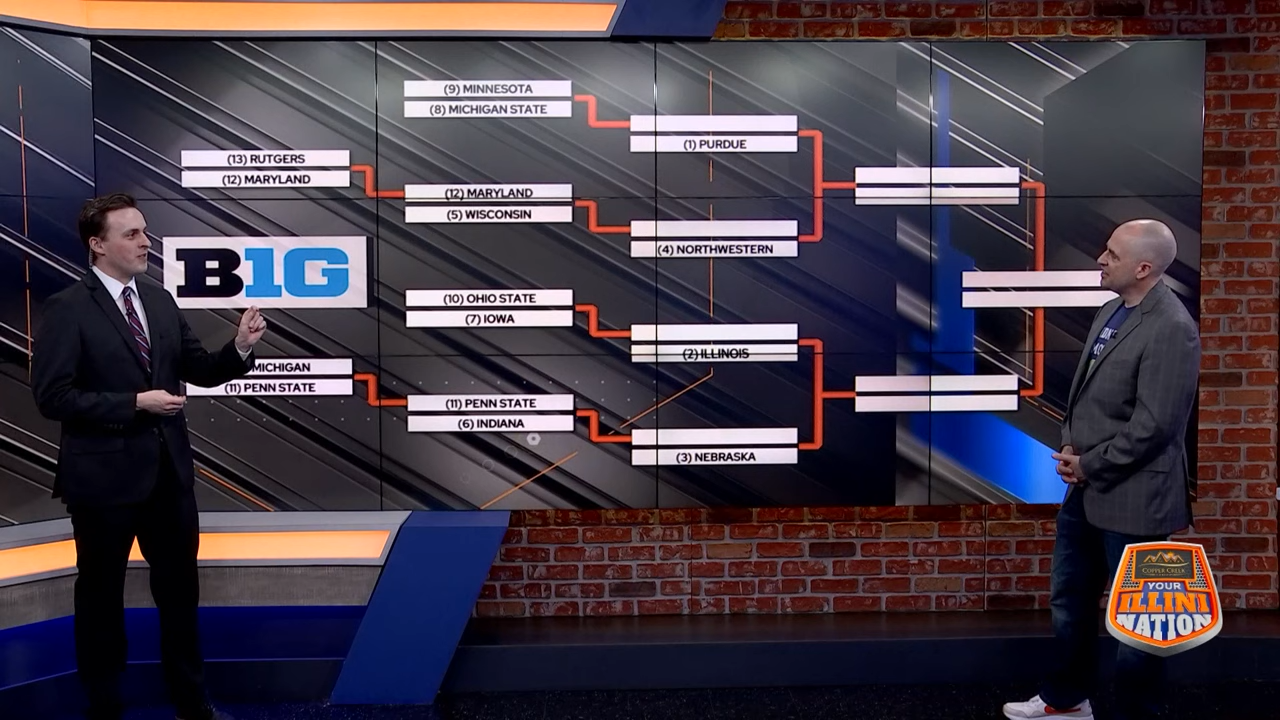 (9) MINNESOTA
(8) MICHIGAN STATE
(1) PURDUE
(13) RUTGERS
(12) MARYLAND
(12) MARYLAND
(5) WISCONSIN
(4) NORTHWESTERN
B1G
(10) OHIO STATE
(7) IOWA
(2) ILLINOIS
MICHIGAN
(11) PENN STATE
(11) PENN STATE
(6) INDIANA
(3) NEBRASKA
COPPER CREEK
YOUR
ILLINI
NATION